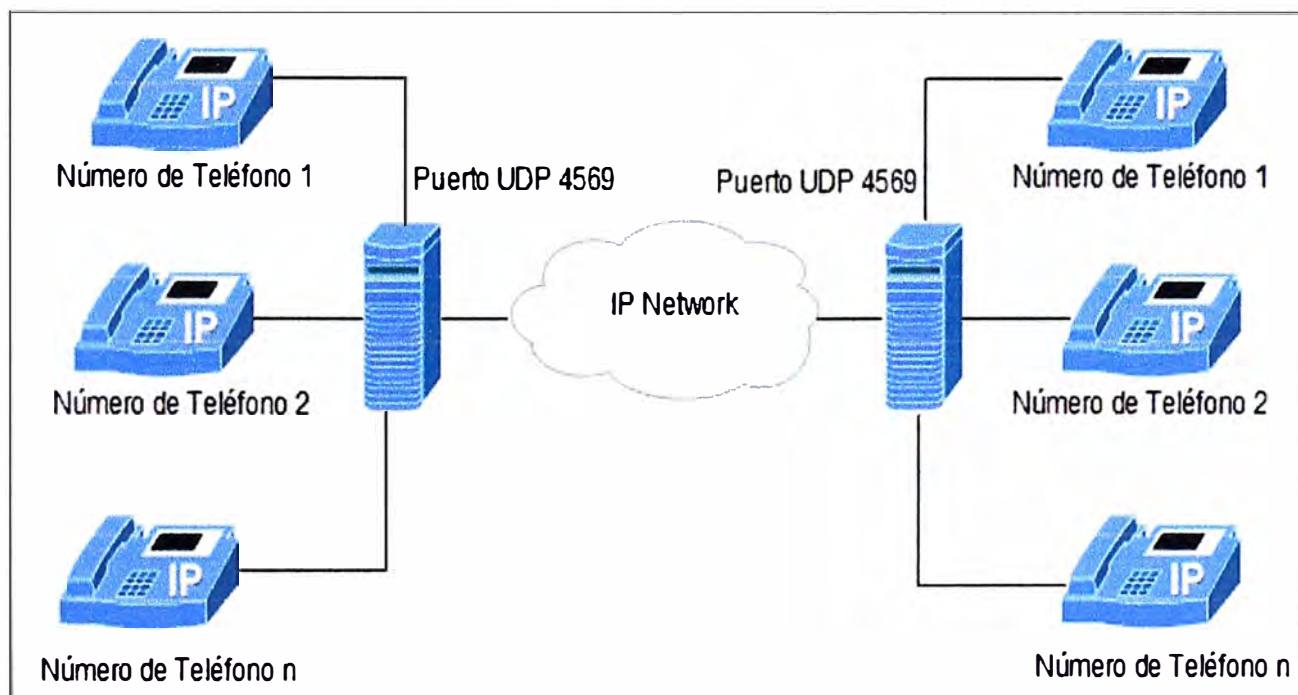 IP
IP
Número de Teléfono 1
Puerto UDP 4569
Puerto UDP 4569
Número de Teléfono 1
IP
IP Network
IP
Número de Teléfono 2
Número de Teléfono 2
IP
IP
Número de Teléfono n
Número de Teléfono n